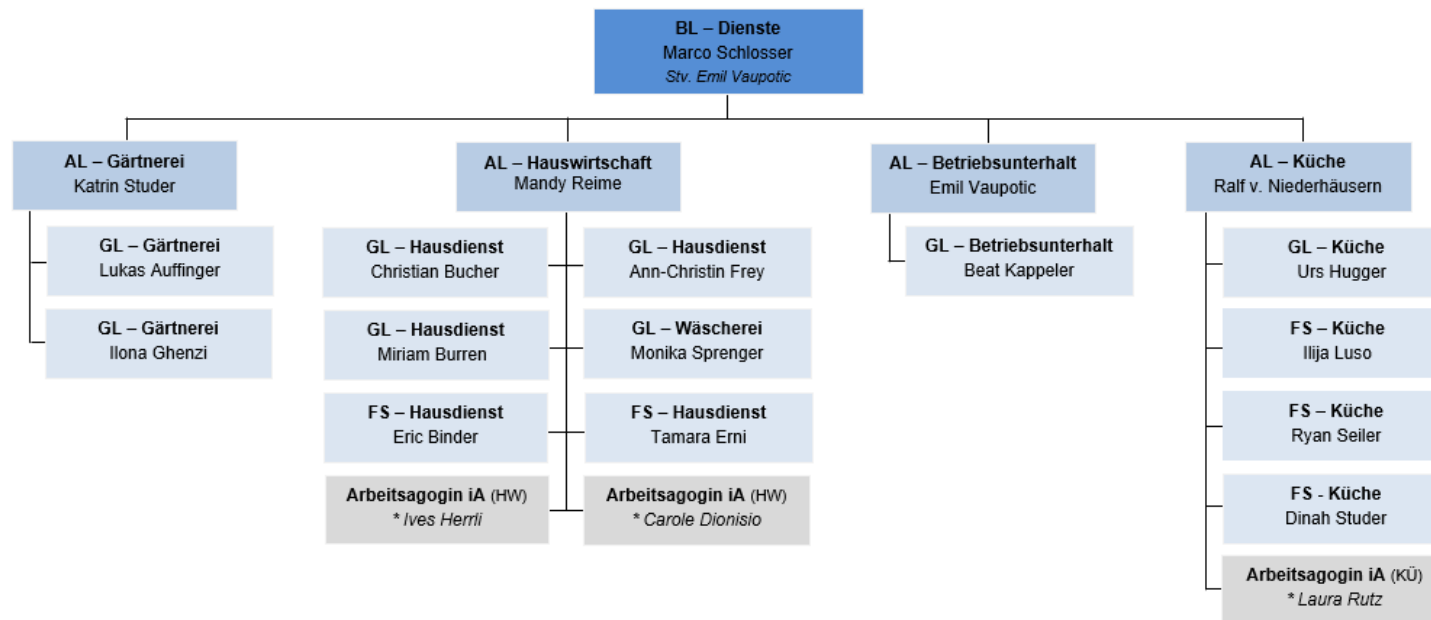 BL – Dienste
Marco Schlosser
Stv. Emil Vaupotic
AL – Gärtnerei
Katrin Studer
GL – Gärtnerei
Lukas Auffinger
GL – Gärtnerei
Ilona Ghenzi
AL – Hauswirtschaft
Mandy Reime
GL – Hausdienst
Christian Bucher
GL – Hausdienst
Ann-Christin Frey
GL – Hausdienst
Miriam Burren
GL – Wäscherei
Monika Sprenger
FS – Hausdienst
Eric Binder
FS – Hausdienst
Tamara Erni
Arbeitsagogin iA (HW)
* Ives Herrli
Arbeitsagogin iA (HW)
* Carole Dionisio
AL – Betriebsunterhalt
Emil Vaupotic
GL – Betriebsunterhalt
Beat Kappeler
AL – Küche
Ralf v. Niederhäusern
GL – Küche
Urs Hugger
FS – Küche
Ilija Luso
FS – Küche
Ryan Seiler
FS - Küche
Dinah Studer
Arbeitsagogin iA (KÜ)
* Laura Rutz